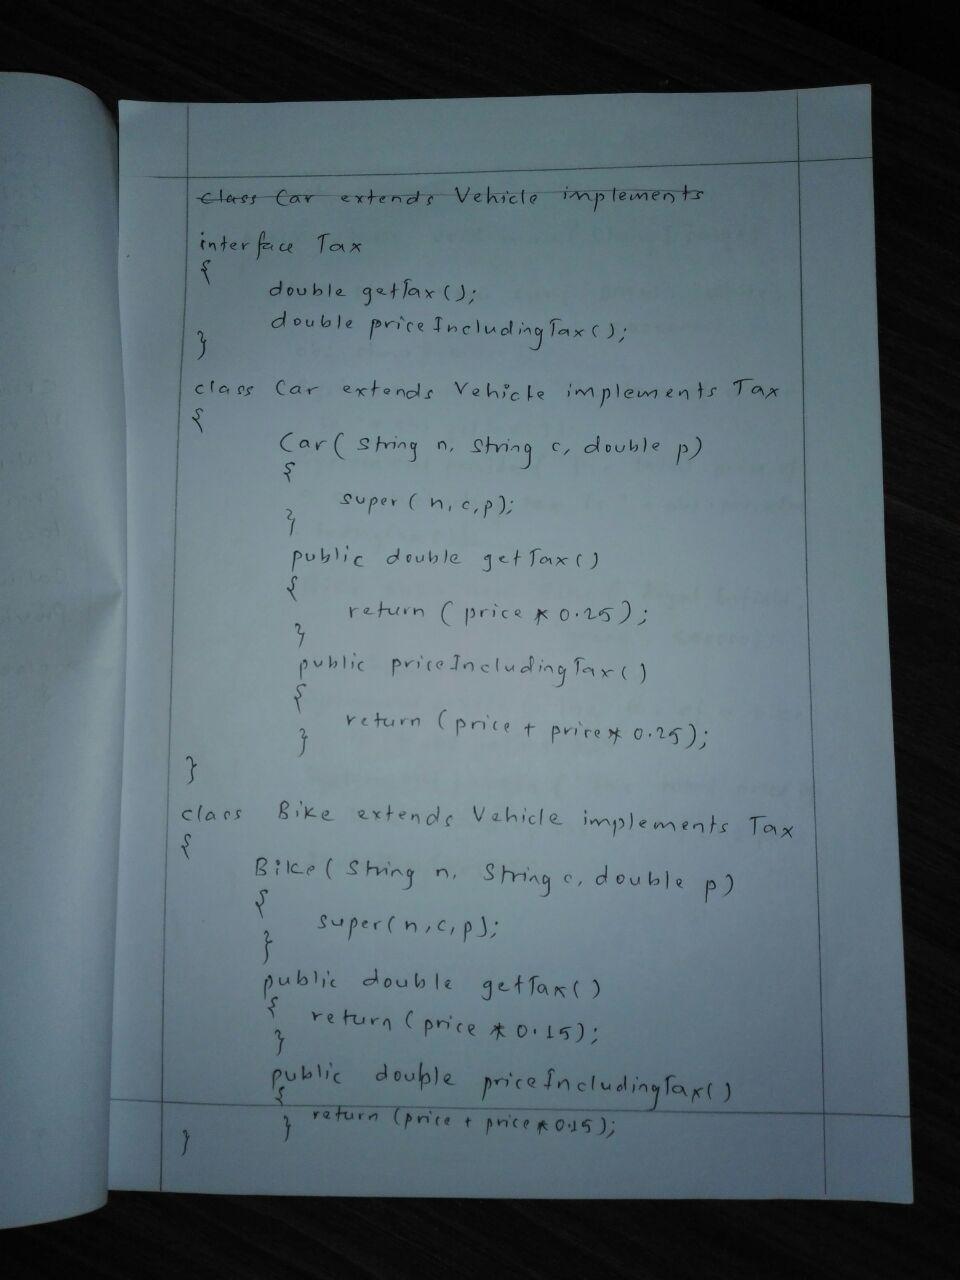 class Car extends Vehicle implements
interface Tax
{
double getTax();
double priceIncludingTax();
}
class Car extends Vehicle implements Tax
{
Car( String n, String c, double p)
{
super(n,c,p);
}
public double getTax()
{
return (price * 0.25);
}
public priceIncludingTax()
{
return (price + price * 0.25);
}
}
class Bike extends Vehicle implements Tax
{
Bike( String n, String c, double p)
{
super(n,c,p);
}
public double getTax()
{
return (price * 0.15);
}
public double priceIncludingTax()
{
return (price + price * 0.15);
}
}